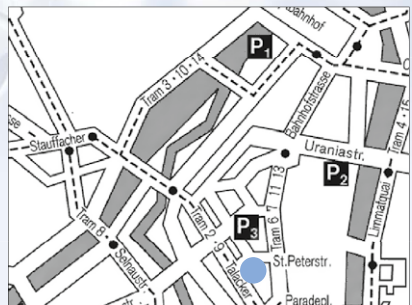 Bahnhof
P1
Tram 3 · 10 · 14
Bahnhofstrasse
Stauffacher
Uraniastr.
Tram 4 · 15
P2
Tram 6 7 11 13
Limmatquai
P3
Tram 2 · 9
Tram 8 ·
Selnaustr.
Talacker
St.Peterstr.
Paradepl.